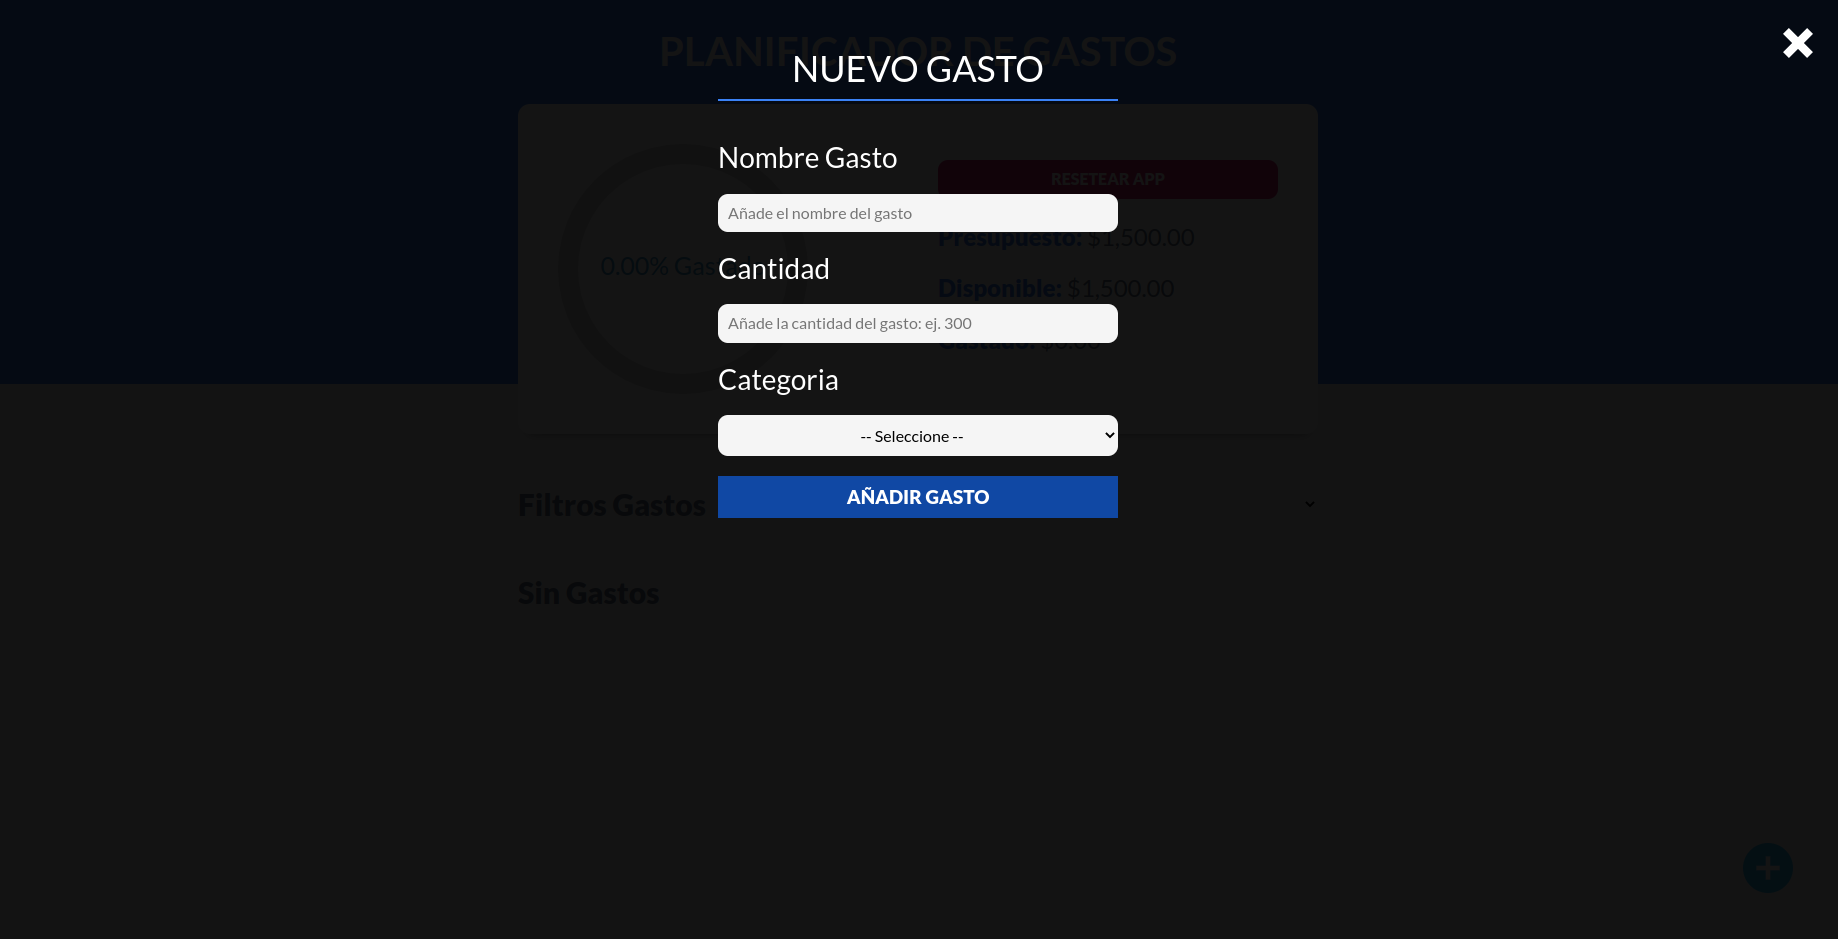 PLANIFICADOR DE GASTOS
NUEVO GASTO
Nombre Gasto
RESETEAR APP
Añade el nombre del gasto
Presupuesto: $1,500.00
0.00% Gas
Cantidad
Disponible: $1,500.00
Añade la cantidad del gasto: ej. 300
Gastado: $0.00
Categoria
-- Seleccione --
AÑADIR GASTO
Filtros Gastos
Sin Gastos